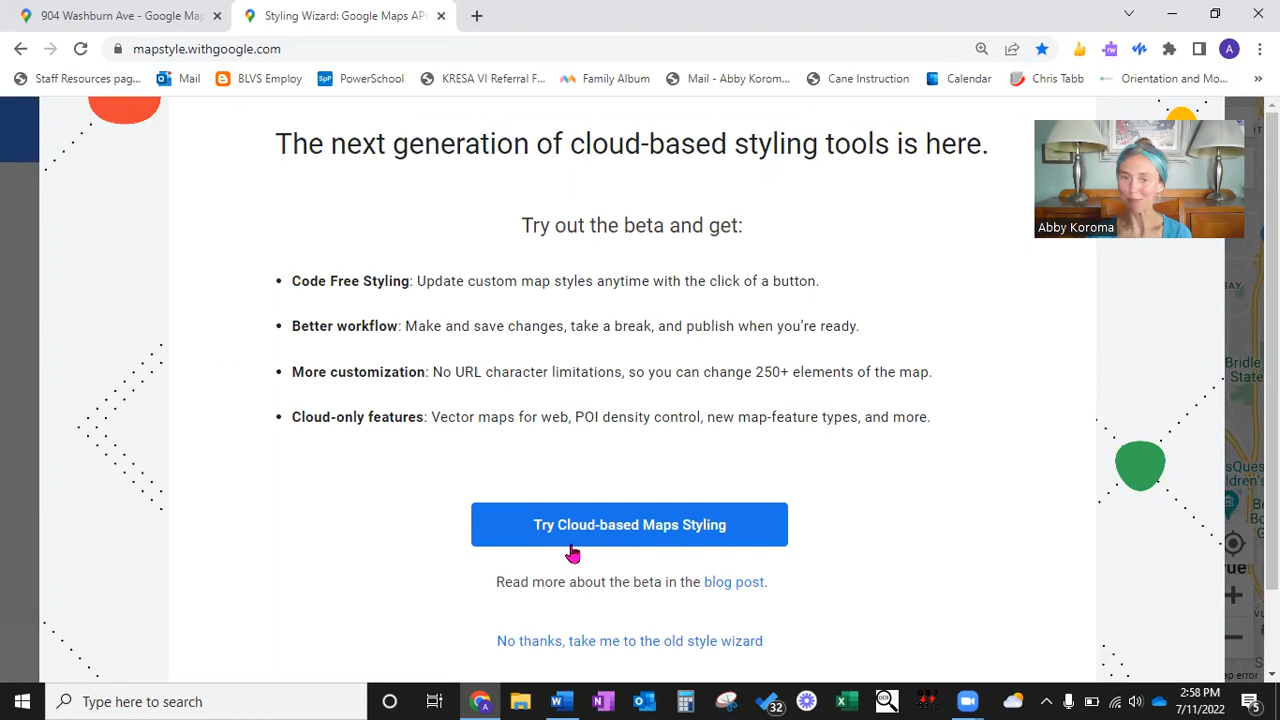 904 Washburn Ave - Google Map
Styling Wizard: Google Maps API
mapstyle.withgoogle.com
Staff Resources pag...
Mail
BLVS Employ
PowerSchool
KRESA VI Referral F...
Family Album
Mail - Abby Korom...
Cane Instruction
Calendar
Chris Tabb
Orientation and Mo...
The next generation of cloud-based styling tools is here.
Abby Koroma
Try out the beta and get:
• Code Free Styling: Update custom map styles anytime with the click of a button.
• Better workflow: Make and save changes, take a break, and publish when you’re ready.
• More customization: No URL character limitations, so you can change 250+ elements of the map.
• Cloud-only features: Vector maps for web, POI density control, new map-feature types, and more.
Bridle
State
Try Cloud-based Maps Styling
Read more about the beta in the blog post.
No thanks, take me to the old style wizard
Type here to search
32
2:58 PM
7/11/2022
5